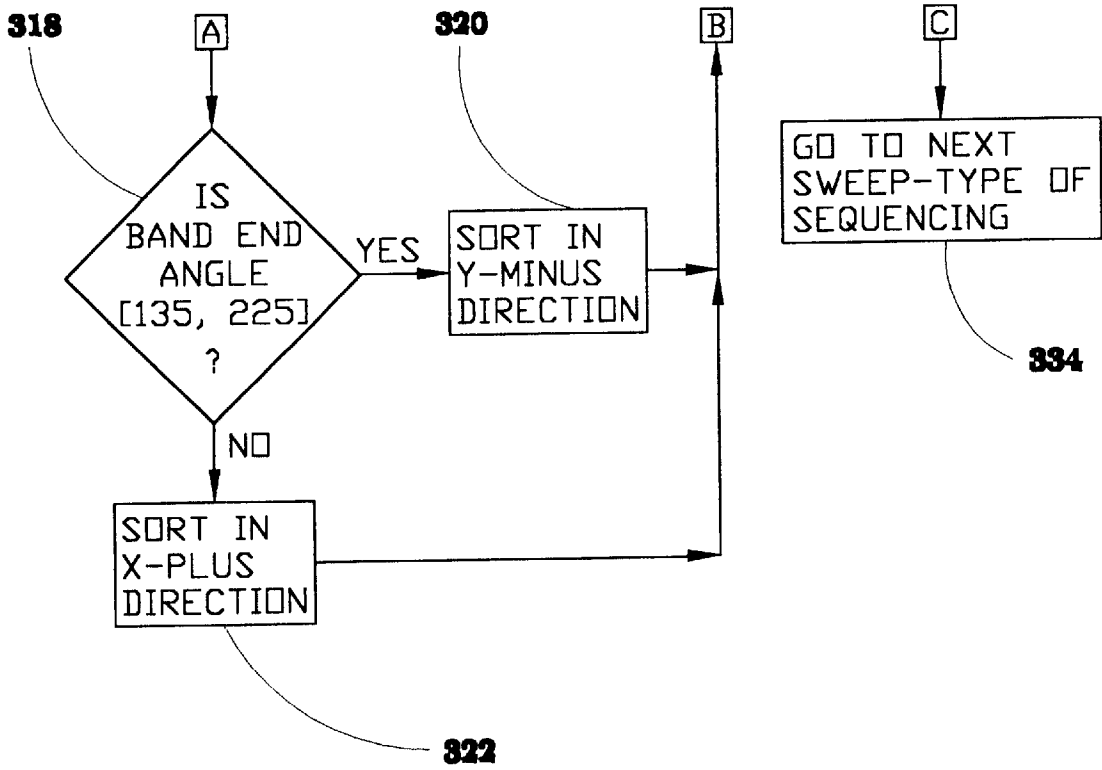 318
A
320
B
C
IS
BAND END
ANGLE
[135, 225]
?
YES
SORT IN
Y-MINUS
DIRECTION
GO TO NEXT
SWEEP-TYPE OF
SEQUENCING
334
NO
SORT IN
X-PLUS
DIRECTION
322